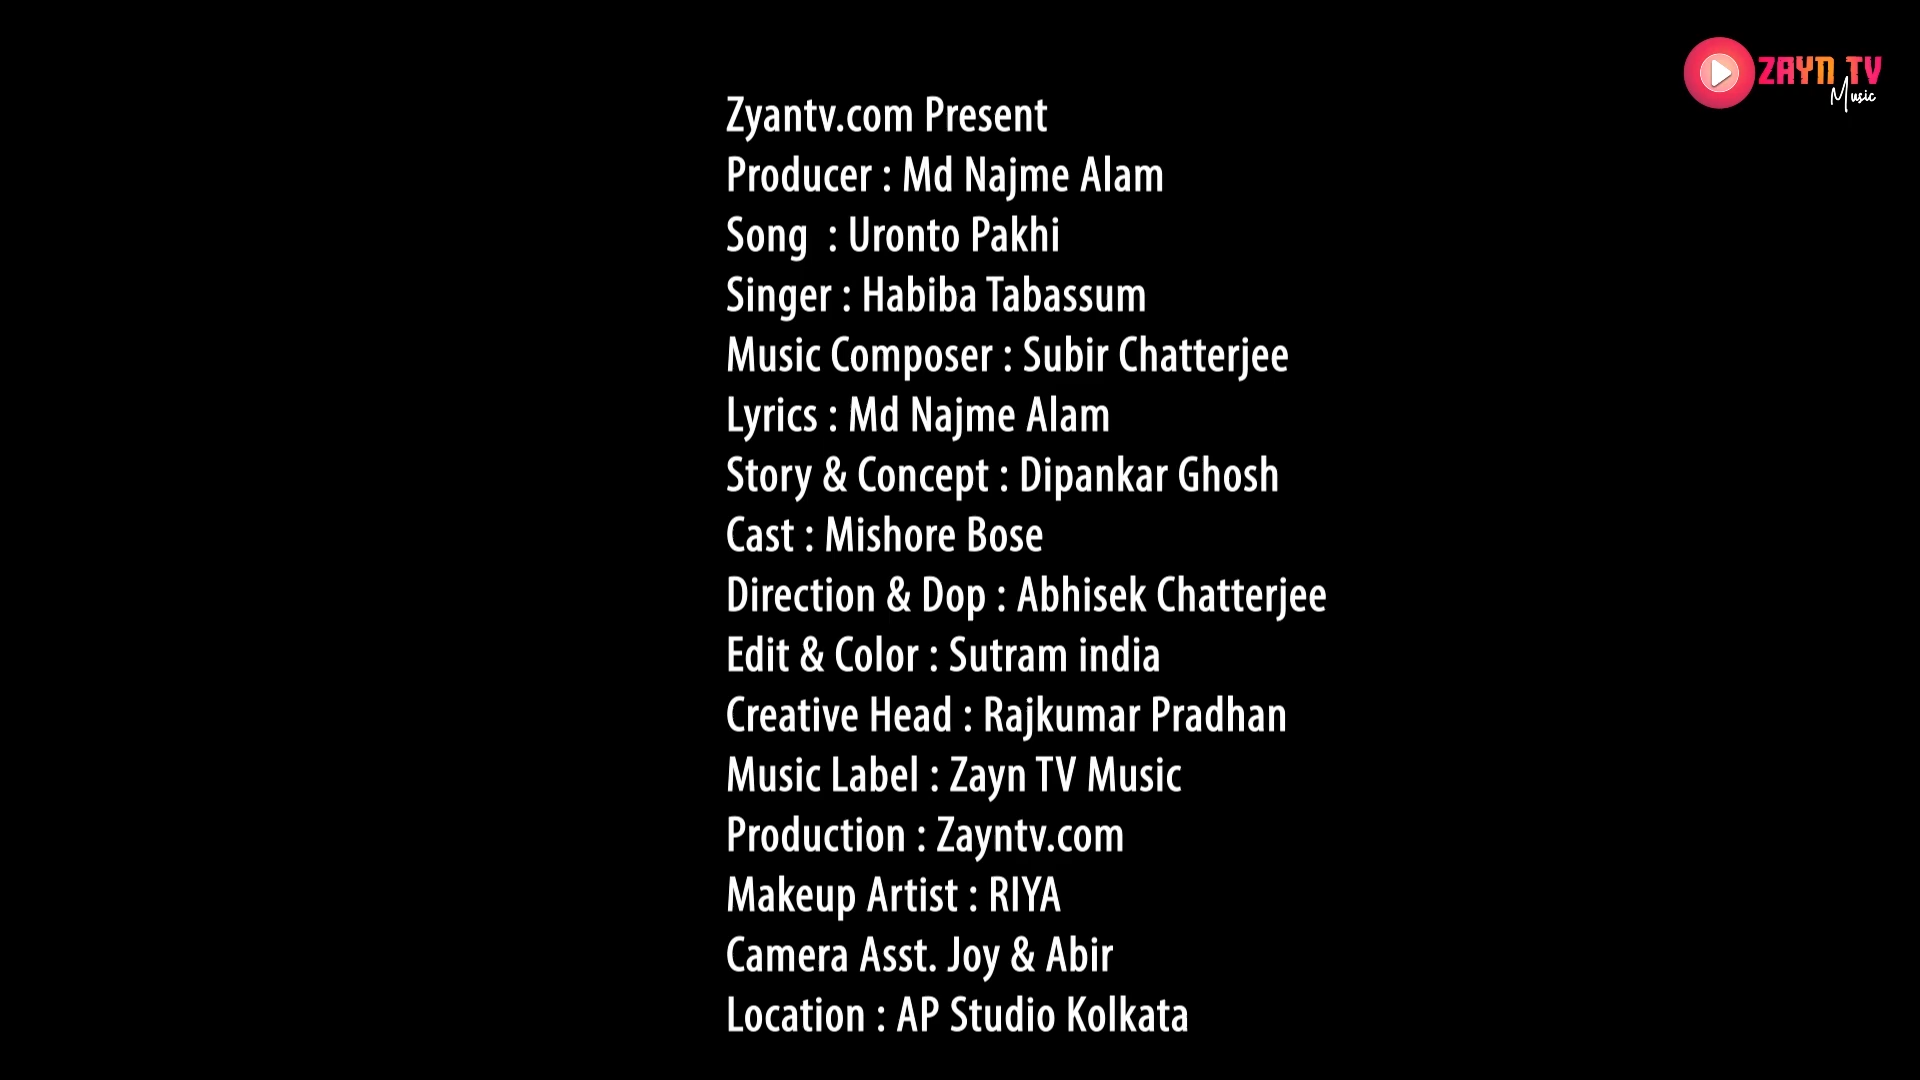 ZAYN TV
Music
Zyantv.com Present
Producer : Md Najme Alam
Song  : Uronto Pakhi
Singer : Habiba Tabassum
Music Composer : Subir Chatterjee
Lyrics : Md Najme Alam
Story & Concept : Dipankar Ghosh
Cast : Mishore Bose
Direction & Dop : Abhisek Chatterjee
Edit & Color : Sutram india
Creative Head : Rajkumar Pradhan
Music Label : Zayn TV Music
Production : Zayntv.com
Makeup Artist : RIYA
Camera Asst. Joy & Abir
Location : AP Studio Kolkata